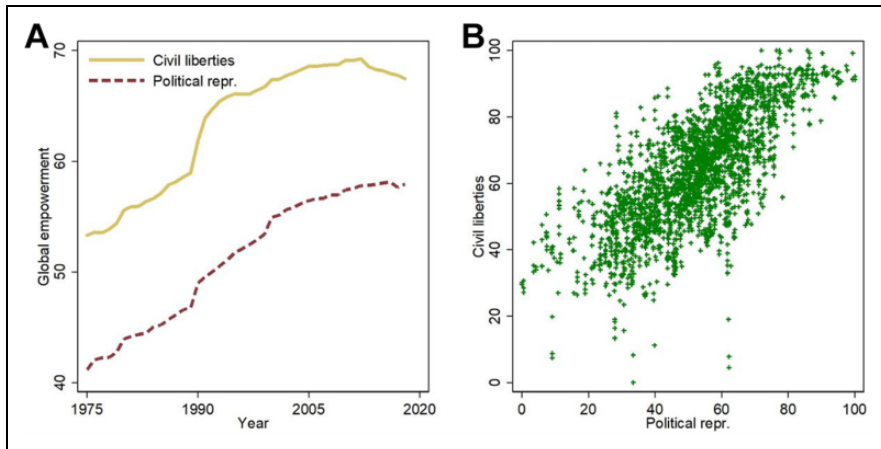 A
Civil liberties
Political repr.
Global empowerment
70
60
50
40
1975
1990
2005
2020
Year
B
Civil liberties
100
80
60
40
20
0
0
20
40
60
80
100
Political repr.